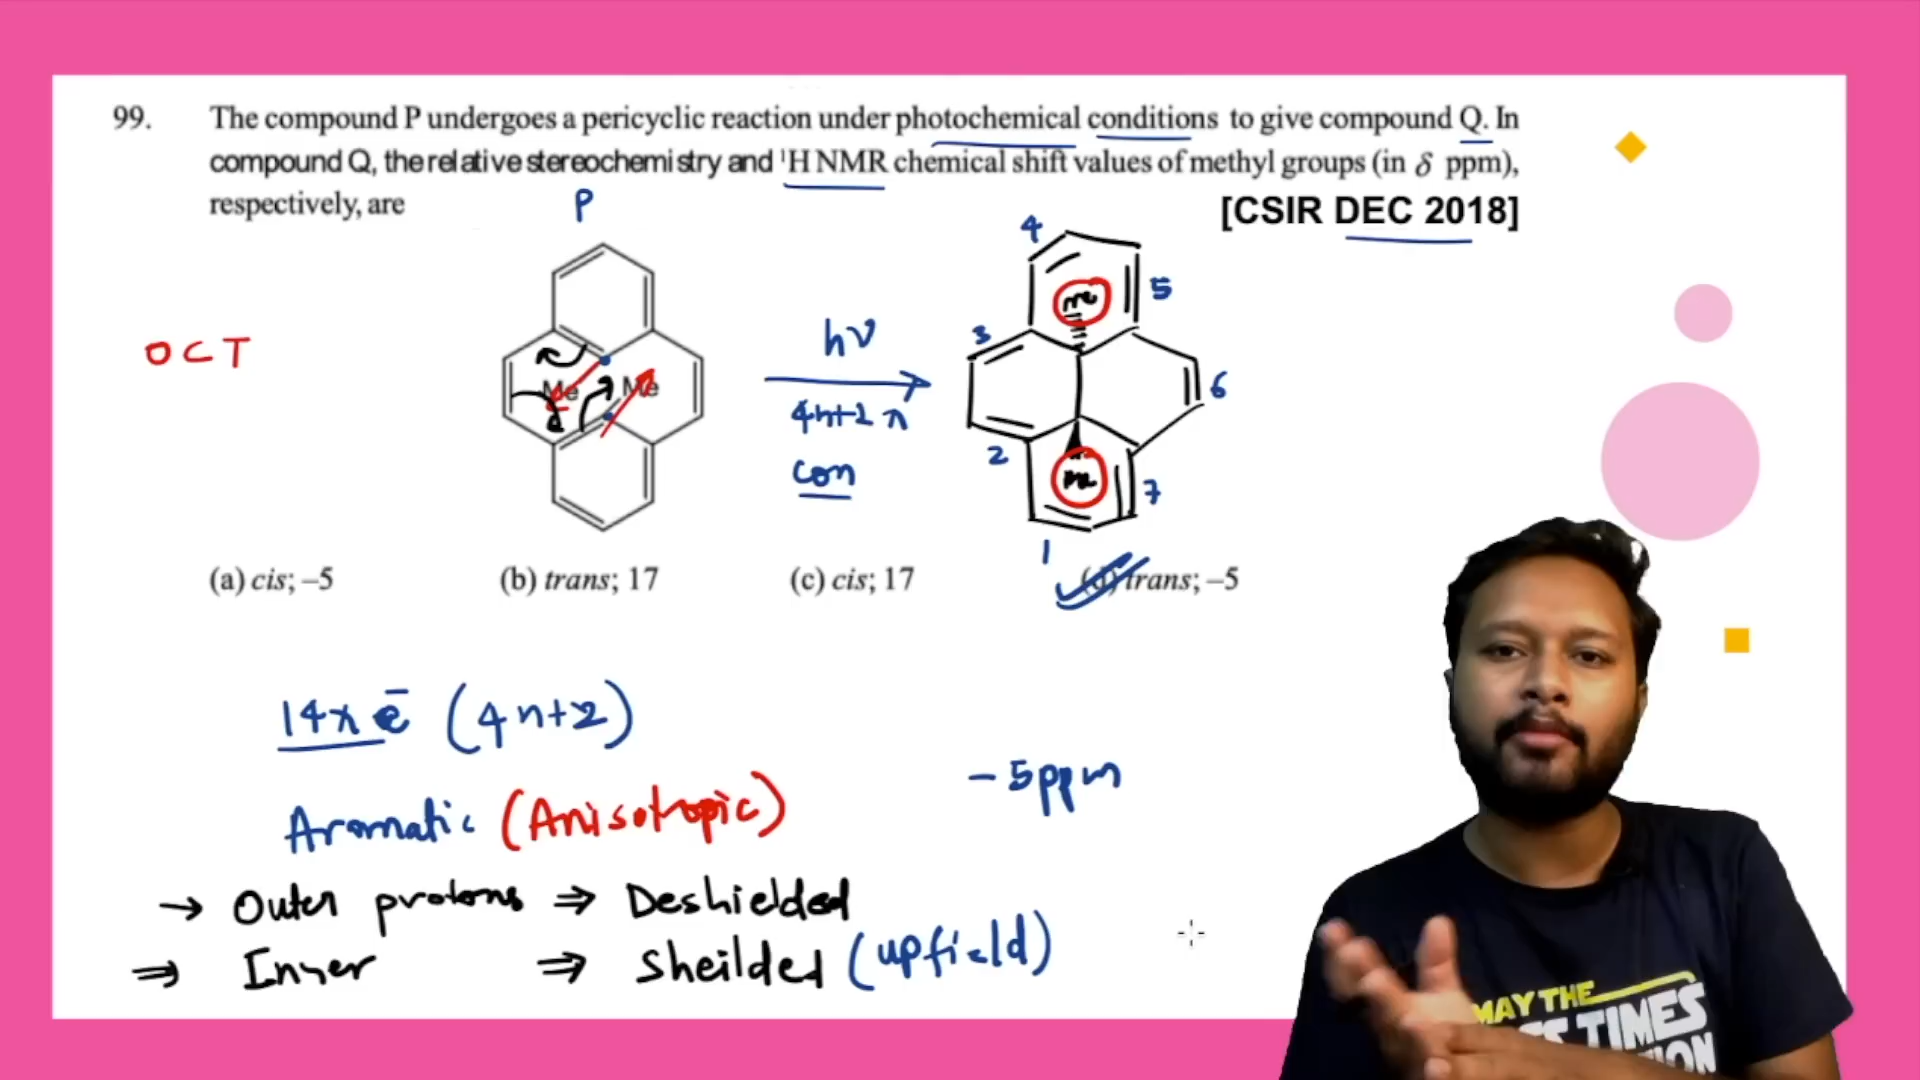 99. The compound P undergoes a pericyclic reaction under photochemical conditions to give compound Q. In
compound Q, the relative stereochemistry and ¹H NMR chemical shift values of methyl groups (in δ ppm),
respectively, are
[CSIR DEC 2018]
P
OCT
Me Me
hν
4n+2 π
con
4
Me
5
3
6
2
Me
7
1
(a) cis; –5 (b) trans; 17 (c) cis; 17 (d) trans; –5
14π e̅ (4n+2)
- 5ppm
Aromatic (Anisotropic)
→ Outer protons ⇒ Deshielded
⇒ Inner ⇒ Sheilded (upfield)
MAY THE
TIMES